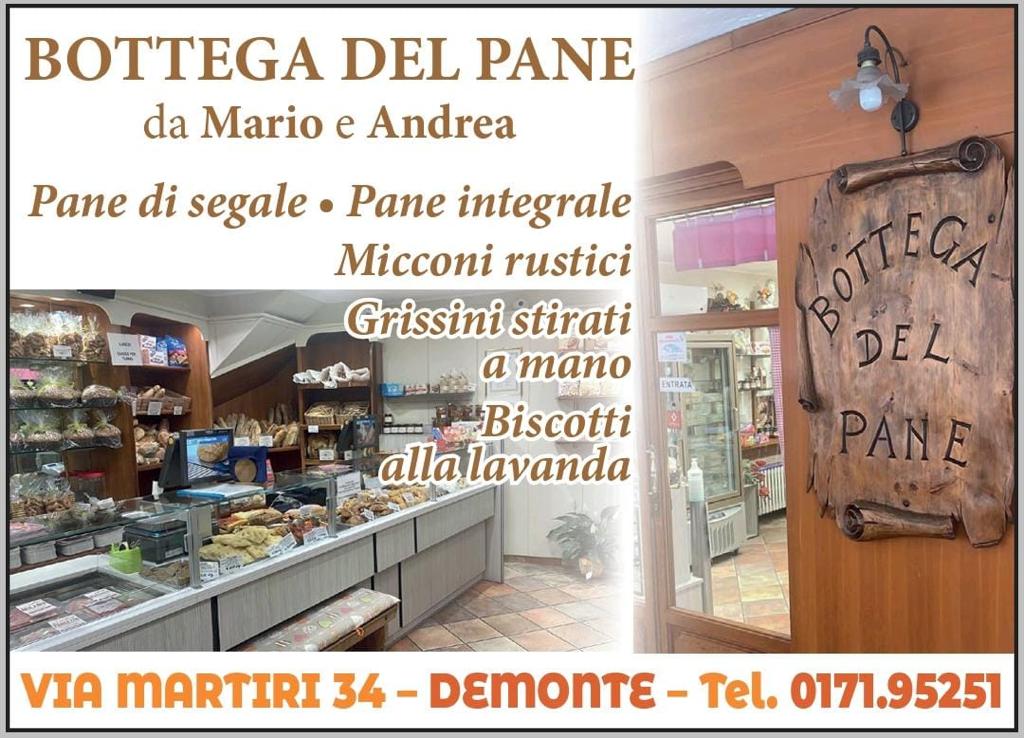 BOTTEGA DEL PANE
da Mario e Andrea
Pane di segale • Pane integrale
Micconi rustici
Grissini stirati
a mano
Biscotti
alla lavanda
BOTTEGA
DEL
PANE
ENTRATA
VIA MARTIRI 34 – DEMONTE – Tel. 0171.95251